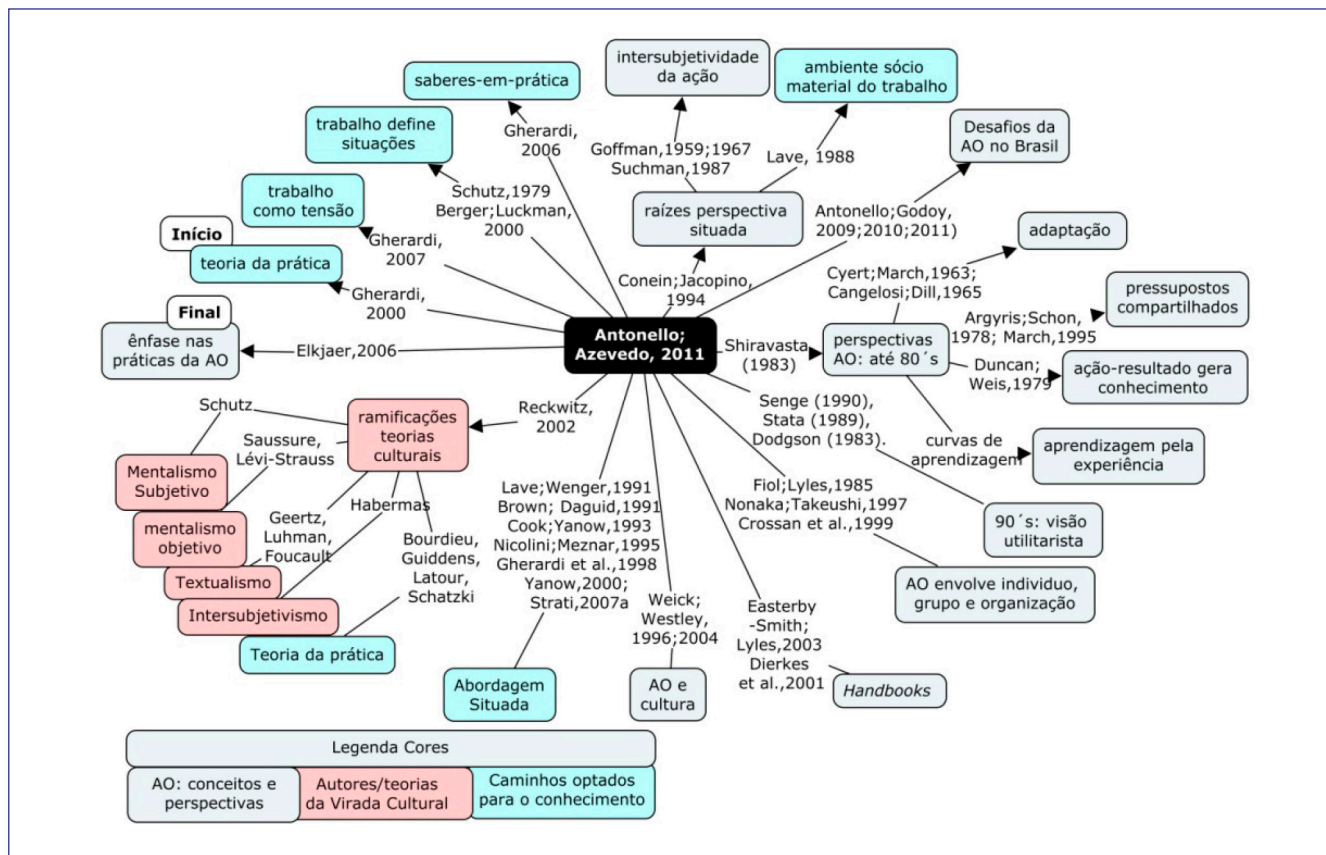 saberes-em-prática
intersubjetividade
da ação
ambiente sócio
material do trabalho
trabalho define
situações
Gherardi,
2006
Goffman,1959;1967
Suchman,1987
Lave, 1988
Desafios da
AO no Brasil
trabalho
como tensão
Schutz,1979
Berger;Luckman,
2000
raízes perspectiva
situada
Antonello;Godoy,
2009;2010;2011)
adaptação
Início
teoria da prática
Gherardi,
2007
Conein;Jacopino,
1994
Cyert;March,1963;
Cangelosi;Dill,1965
pressupostos
compartilhados
Gherardi,
2000
Final
ênfase nas
práticas da AO
Elkjaer,2006
Antonello;
Azevedo, 2011
Shiravasta
(1983)
perspectivas
AO: até 80´s
Argyris;Schon,
1978; March,1995
Duncan;
Weis,1979
ação-resultado gera
conhecimento
Schutz
ramificações
teorias
culturais
Reckwitz,
2002
Senge (1990),
Stata (1989),
Dodgson (1983).
curvas de
aprendizagem
aprendizagem pela
experiência
Saussure,
Lévi-Strauss
Mentalismo
Subjetivo
mentalismo
objetivo
Geertz,
Luhman,
Foucault
Habermas
Bourdieu,
Guiddens,
Latour,
Schatzki
Textualismo
Intersubjetivismo
Teoria da prática
Lave;Wenger,1991
Brown; Daguid,1991
Cook;Yanow,1993
Nicolini;Meznar,1995
Gherardi et al.,1998
Yanow,2000;
Strati,2007a
Abordagem
Situada
Weick;
Westley,
1996;2004
AO e
cultura
Fiol;Lyles,1985
Nonaka;Takeushi,1997
Crossan et al.,1999
90´s: visão
utilitarista
AO envolve individuo,
grupo e organização
Easterby
-Smith;
Lyles,2003
Dierkes
et al.,2001
Handbooks
Legenda Cores
AO: conceitos e
perspectivas
Autores/teorias
da Virada Cultural
Caminhos optados
para o conhecimento